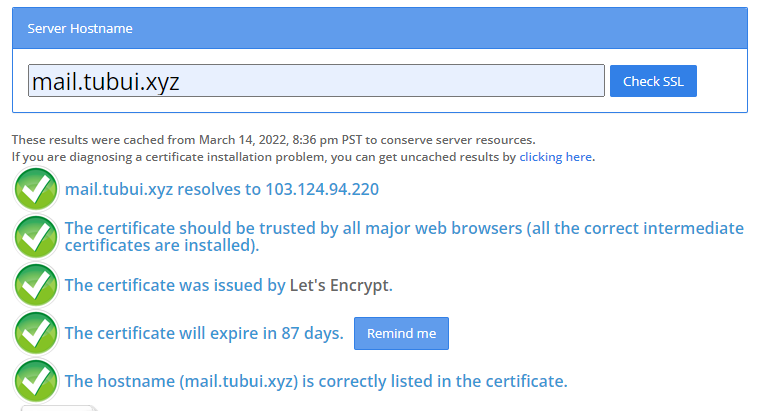 Server Hostname
mail.tubui.xyz
Check SSL
These results were cached from March 14, 2022, 8:36 pm PST to conserve server resources.
If you are diagnosing a certificate installation problem, you can get uncached results by clicking here.
mail.tubui.xyz resolves to 103.124.94.220
The certificate should be trusted by all major web browsers (all the correct intermediate
certificates are installed).
The certificate was issued by Let's Encrypt.
The certificate will expire in 87 days.
Remind me
The hostname (mail.tubui.xyz) is correctly listed in the certificate.